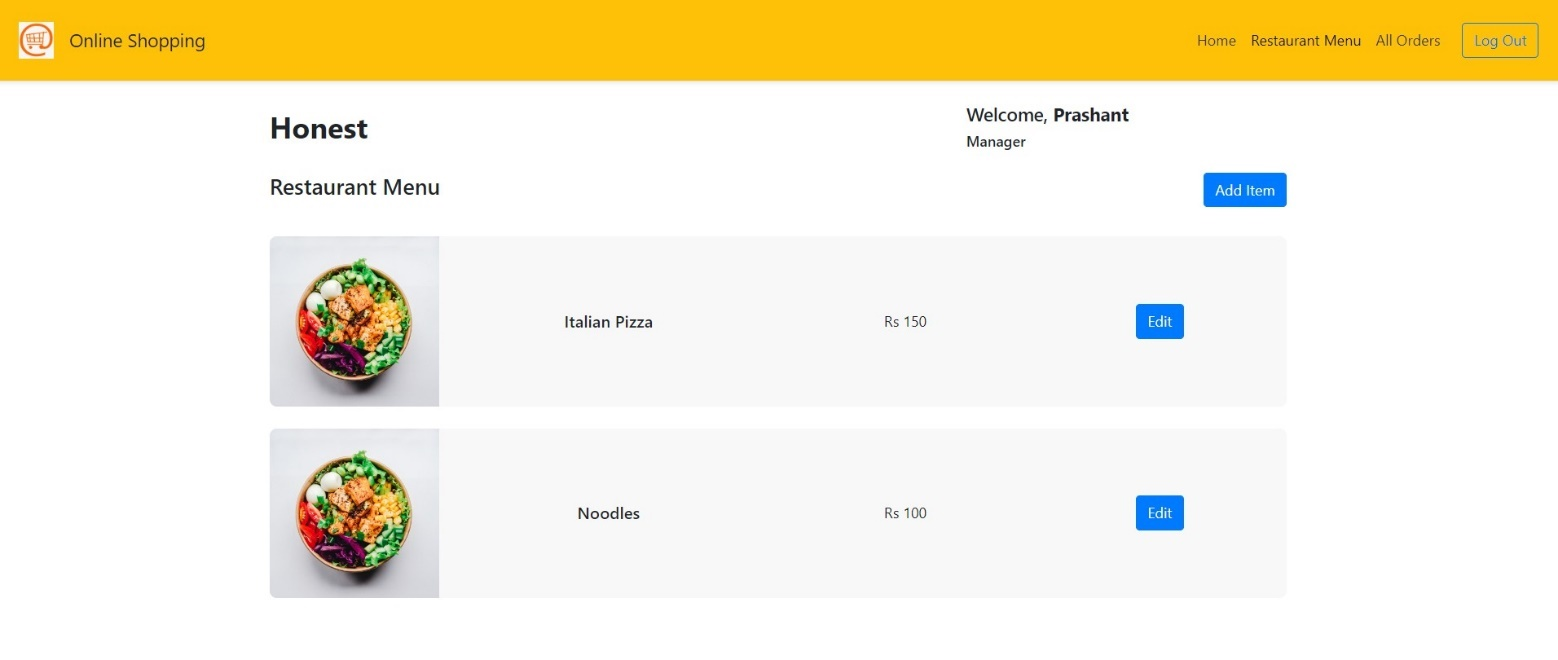 Online Shopping
Home Restaurant Menu All Orders Log Out
Honest
Welcome, Prashant
Manager
Restaurant Menu
Add Item
Italian Pizza Rs 150 Edit
Noodles Rs 100 Edit